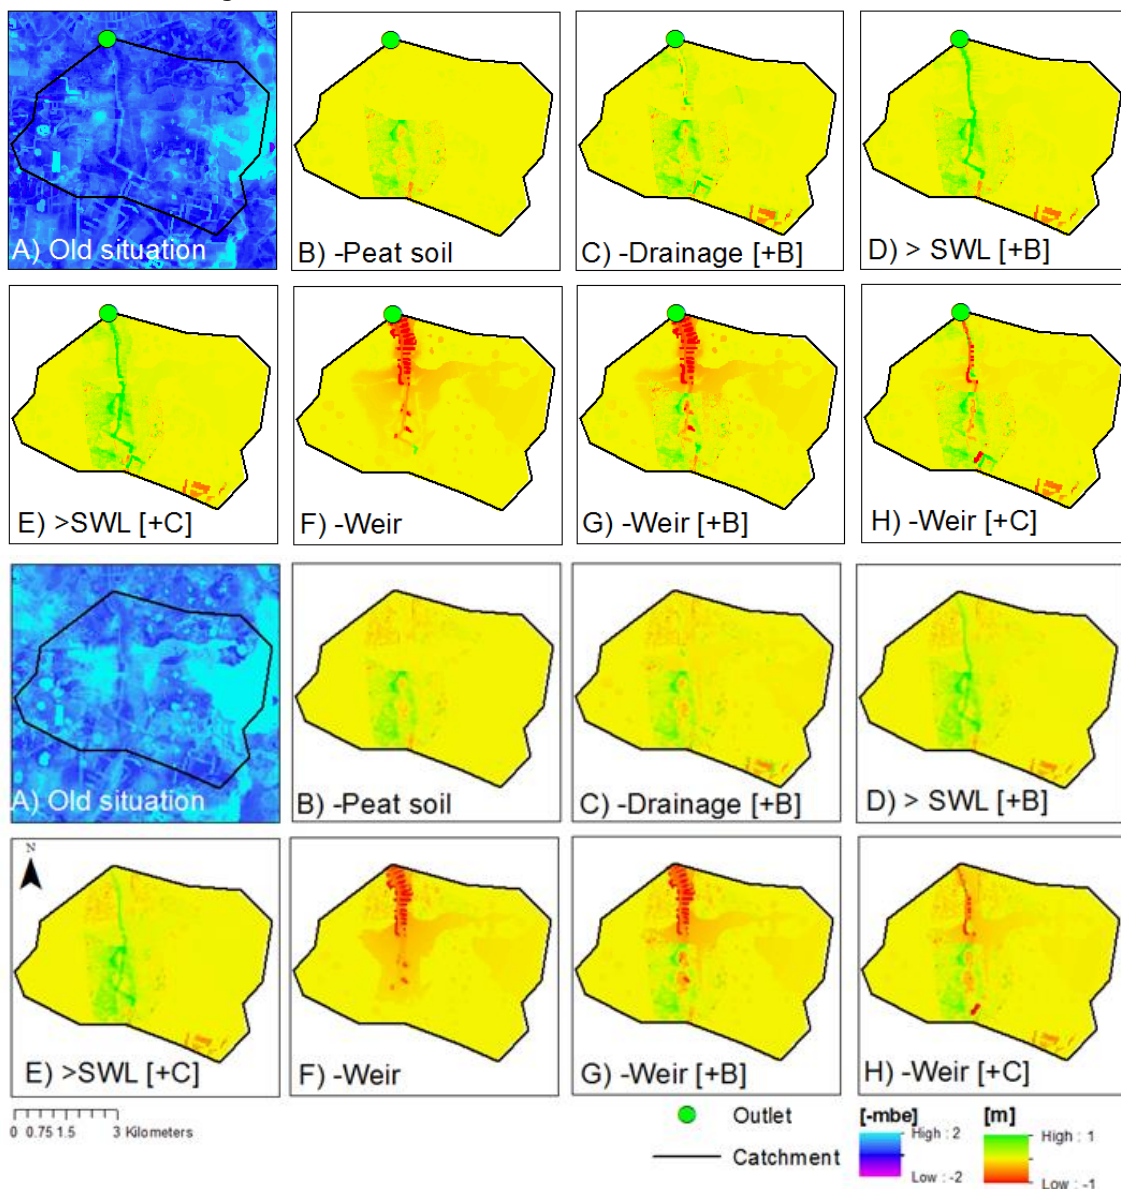 A) Old situation
B) -Peat soil
C) -Drainage [+B]
D) > SWL [+B]
E) >SWL [+C]
F) -Weir
G) -Weir [+B]
H) -Weir [+C]
A) Old situation
B) -Peat soil
C) -Drainage [+B]
D) > SWL [+B]
N
E) >SWL [+C]
F) -Weir
G) -Weir [+B]
H) -Weir [+C]
0 0.75 1.5 3 Kilometers
Outlet
Catchment
[-mbe]
High : 2
Low : -2
[m]
High : 1
Low : -1